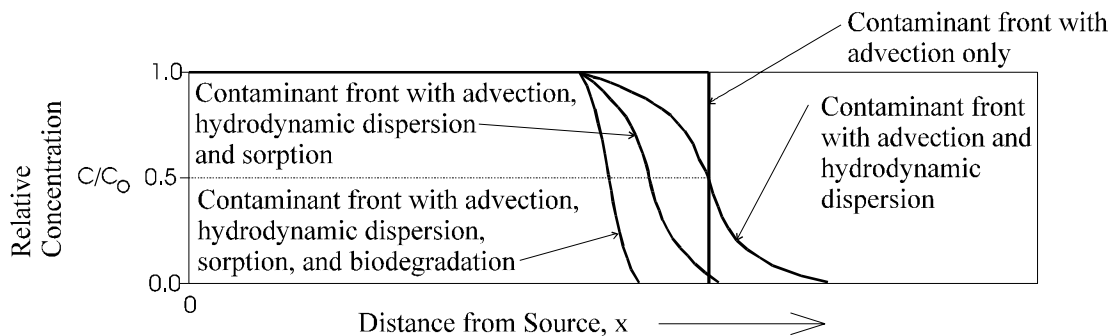 Contaminant front with
advection only
1.0
Contaminant front with advection,
hydrodynamic dispersion
and sorption
Contaminant front
with advection and
hydrodynamic
dispersion
Relative
Concentration
C/Co
0.5
Contaminant front with advection,
hydrodynamic dispersion,
sorption, and biodegradation
0.0
0
Distance from Source, x